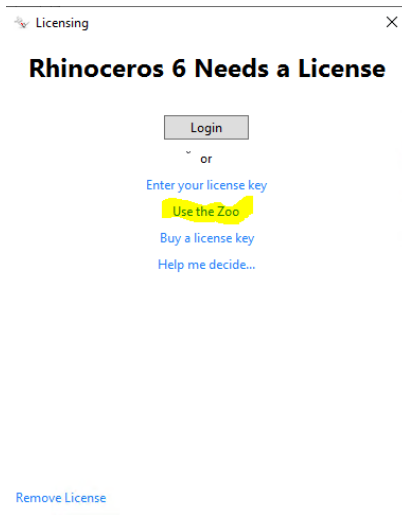 Licensing
Rhinoceros 6 Needs a License
Login
or
Enter your license key
Use the Zoo
Buy a license key
Help me decide...
Remove License